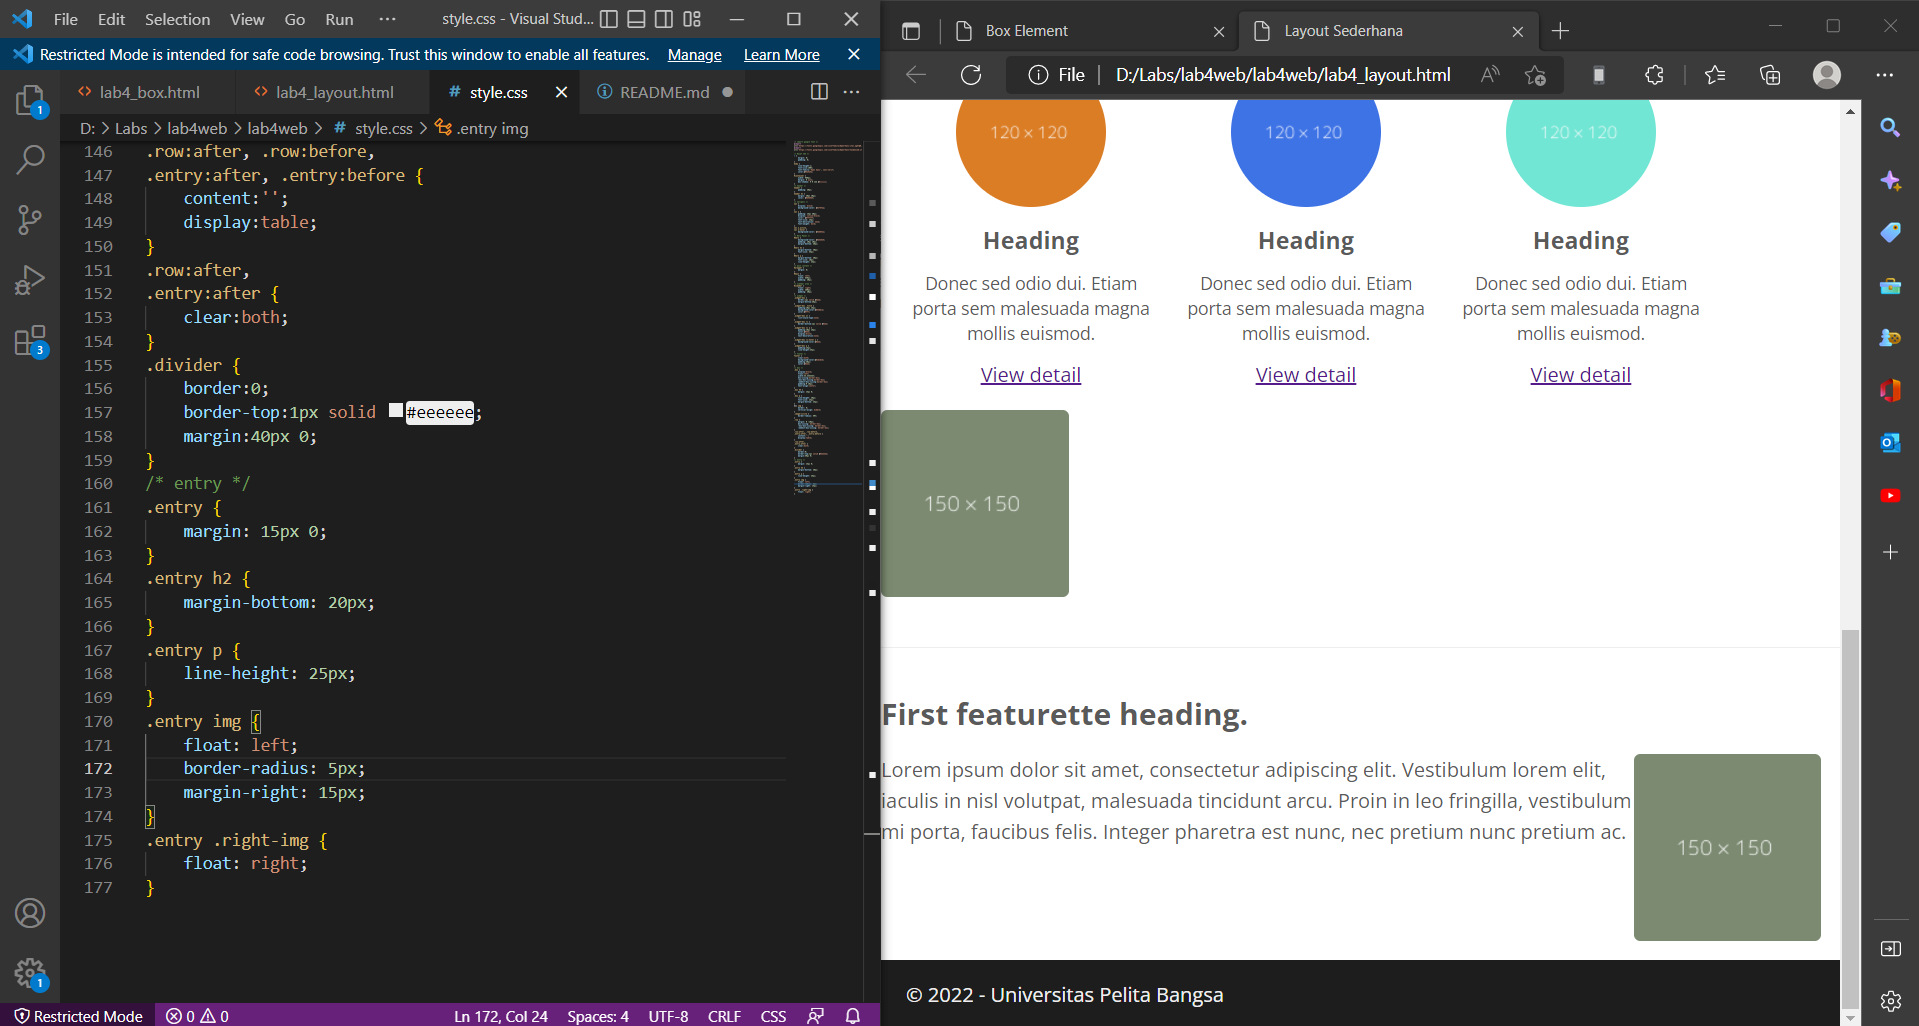 File Edit Selection View Go Run ··· style.css - Visual Stud...
Restricted Mode is intended for safe code browsing. Trust this window to enable all features. Manage Learn More
lab4_box.html lab4_layout.html # style.css README.md
D: > Labs > lab4web > lab4web > # style.css > .entry img
146 .row:after, .row:before,
147 .entry:after, .entry:before {
148 content:'';
149 display:table;
150 }
151 .row:after,
152 .entry:after {
153 clear:both;
154 }
155 .divider {
156 border:0;
157 border-top:1px solid #eeeeee;
158 margin:40px 0;
159 }
160 /* entry */
161 .entry {
162 margin: 15px 0;
163 }
164 .entry h2 {
165 margin-bottom: 20px;
166 }
167 .entry p {
168 line-height: 25px;
169 }
170 .entry img {
171 float: left;
172 border-radius: 5px;
173 margin-right: 15px;
174 }
175 .entry .right-img {
176 float: right;
177 }
1
3
1
Restricted Mode 0 0 Ln 172, Col 24 Spaces: 4 UTF-8 CRLF CSS
Box Element Layout Sederhana
File D:/Labs/lab4web/lab4web/lab4_layout.html
120 × 120 120 × 120 120 × 120
Heading Heading Heading
Donec sed odio dui. Etiam Donec sed odio dui. Etiam Donec sed odio dui. Etiam
porta sem malesuada magna porta sem malesuada magna porta sem malesuada magna
mollis euismod. mollis euismod. mollis euismod.
View detail View detail View detail
150 × 150
First featurette heading.
Lorem ipsum dolor sit amet, consectetur adipiscing elit. Vestibulum lorem elit,
iaculis in nisl volutpat, malesuada tincidunt arcu. Proin in leo fringilla, vestibulum
mi porta, faucibus felis. Integer pharetra est nunc, nec pretium nunc pretium ac.
150 × 150
© 2022 - Universitas Pelita Bangsa